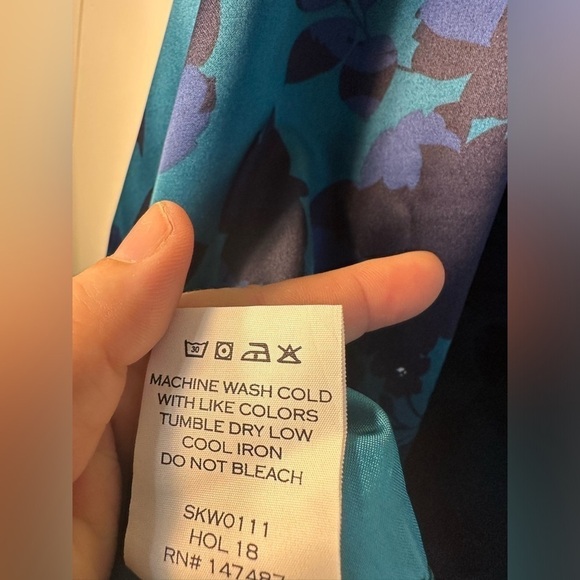 30
MACHINE WASH COLD
WITH LIKE COLORS
TUMBLE DRY LOW
COOL IRON
DO NOT BLEACH
SKW0111
HOL 18
RN# 147487